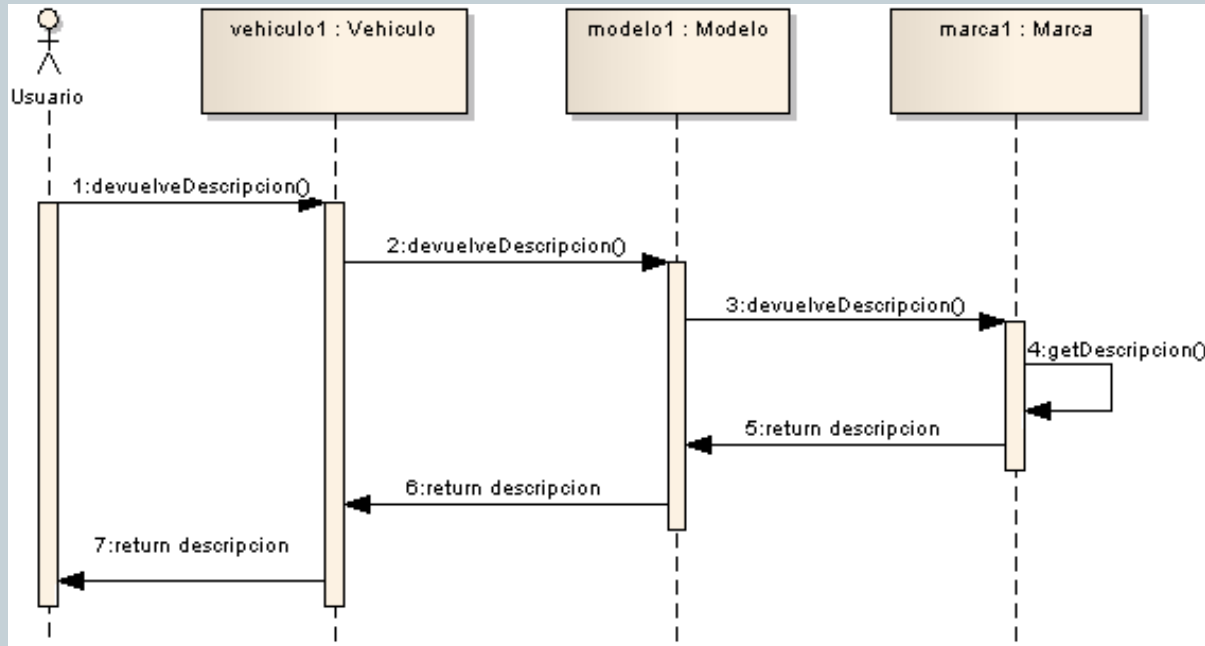 vehiculo1 : Vehiculo
modelo1 : Modelo
marca1 : Marca
Usuario
1:devuelveDescripcion()
2:devuelveDescripcion()
3:devuelveDescripcion()
4:getDescripcion()
5:return descripcion
6:return descripcion
7:return descripcion